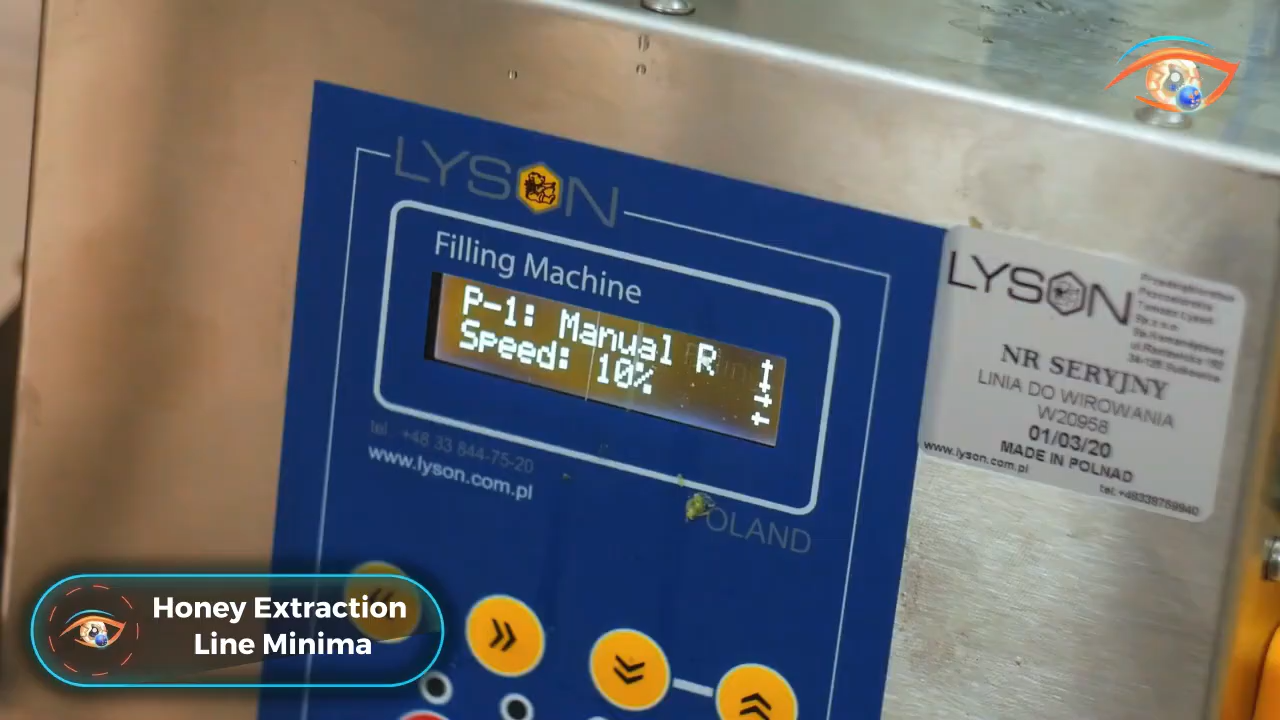 LYSON
Filling Machine
P-1: Manual R
Speed: 10%
tel.: +48 33 844-75-20
www.lyson.com.pl
POLAND
LYSON
NR SERYJNY
LINIA DO WIROWANIA
W20958
01/03/20
MADE IN POLNAD
www.lyson.com.pl
tel.+48338759940
Honey Extraction
Line Minima